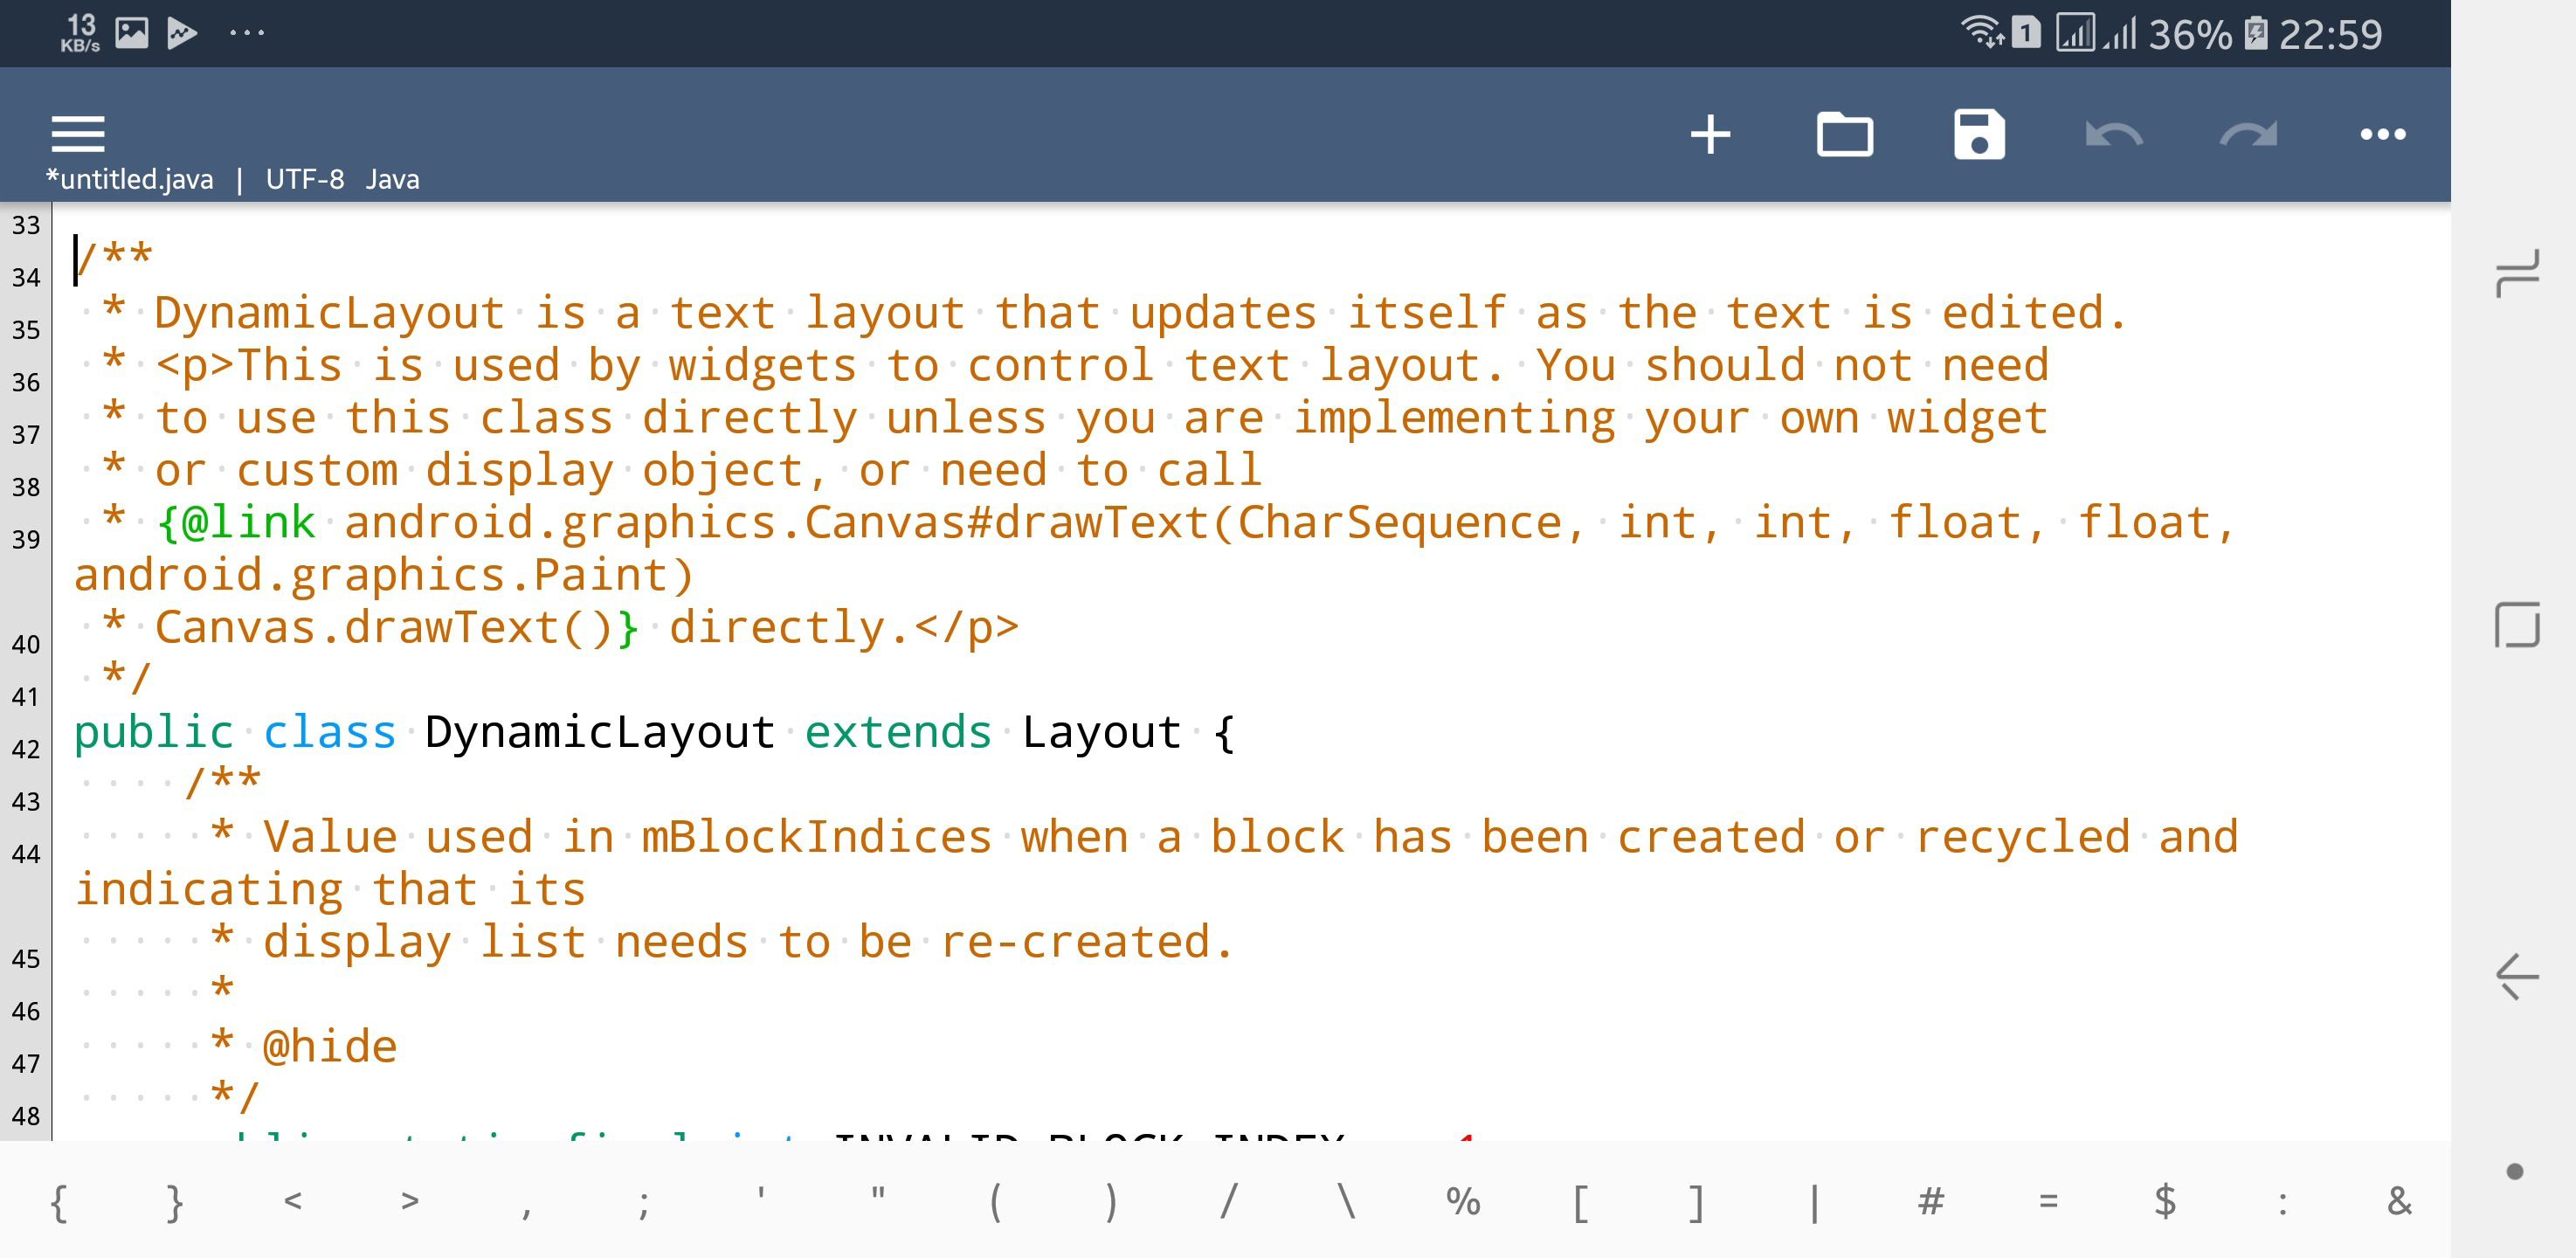 13
KB/s
1
36%
22:59
*untitled.java | UTF-8 Java
33
34 /**
35  * DynamicLayout is a text layout that updates itself as the text is edited.
36  * <p>This is used by widgets to control text layout. You should not need
37  * to use this class directly unless you are implementing your own widget
38  * or custom display object, or need to call
39  * {@link android.graphics.Canvas#drawText(CharSequence, int, int, float, float,
android.graphics.Paint)
40  * Canvas.drawText()} directly.</p>
41  */
42 public class DynamicLayout extends Layout {
43     /**
44      * Value used in mBlockIndices when a block has been created or recycled and
indicating that its
45      * display list needs to be re-created.
46      *
47      * @hide
48      */
{ } < > , ; ' " ( ) / \ % [ ] | # = $ : &